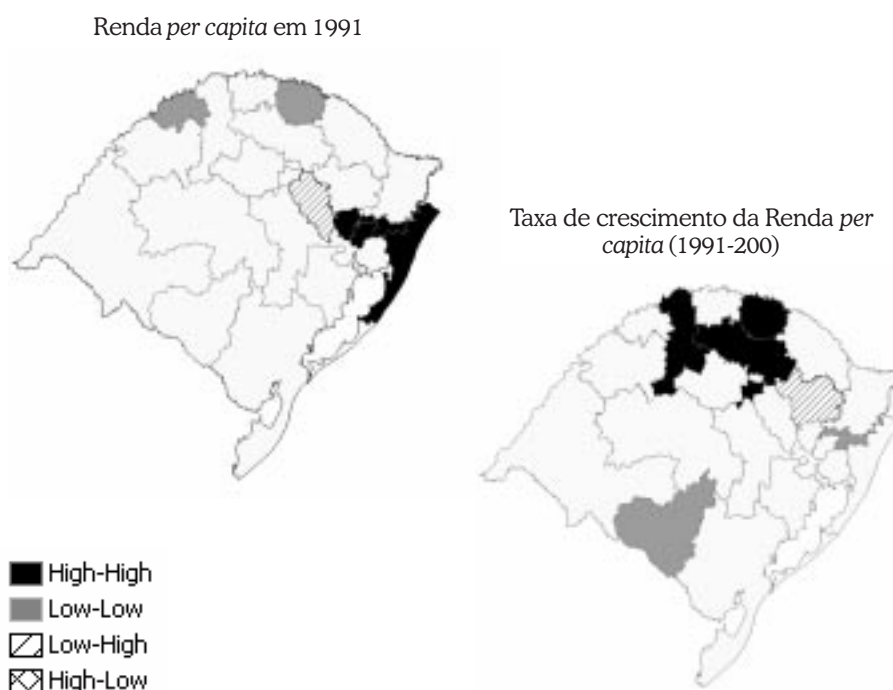 Renda per capita em 1991
Taxa de crescimento da Renda per
capita (1991-200)
High-High
Low-Low
Low-High
High-Low